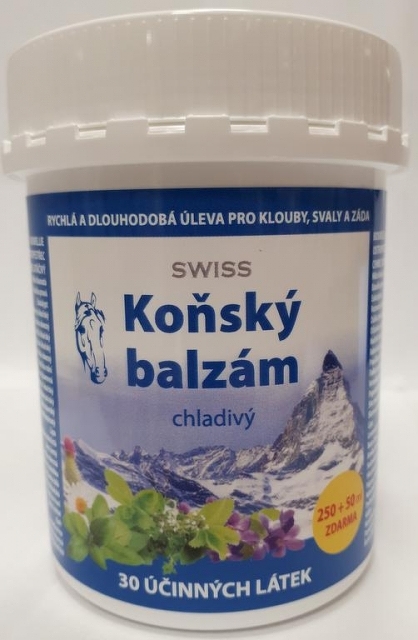 RYCHLÁ A DLOUHODOBÁ ÚLEVA PRO KLOUBY, SVALY A ZÁDA
SWISS
Koňský
balzám
chladivý
250 + 50 ml
ZDARMA
30 ÚČINNÝCH LÁTEK